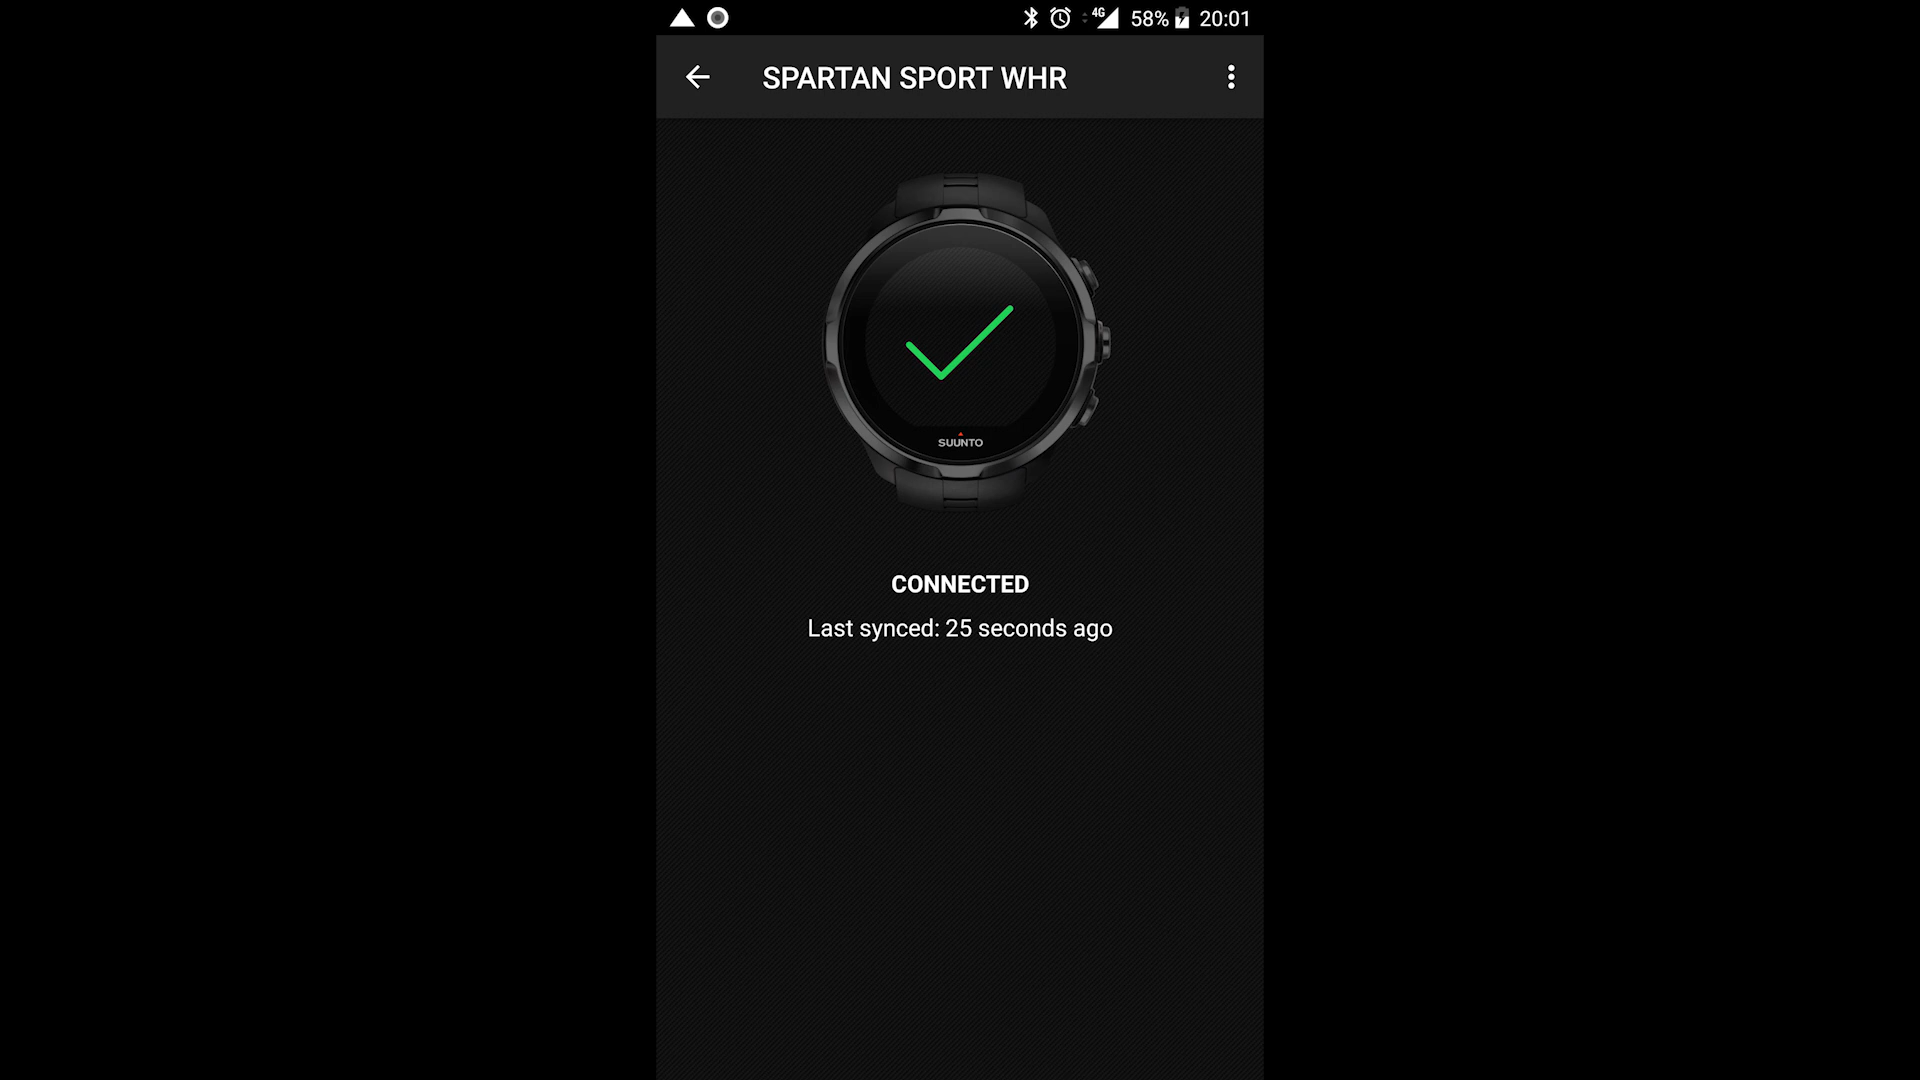 4G 58% 20:01
SPARTAN SPORT WHR
SUUNTO
CONNECTED
Last synced: 25 seconds ago